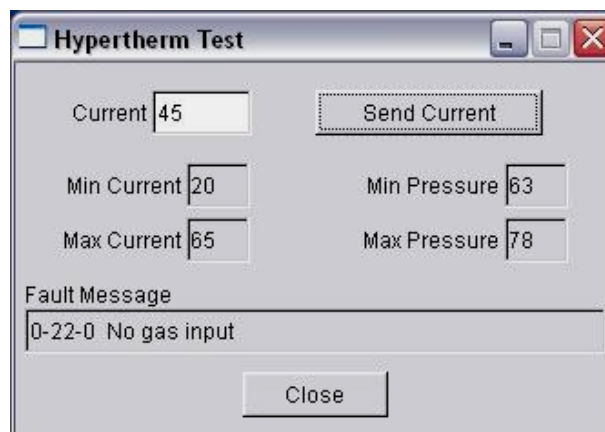 Hypertherm Test
Current 45 Send Current
Min Current 20 Min Pressure 63
Max Current 65 Max Pressure 78
Fault Message
0-22-0 No gas input
Close